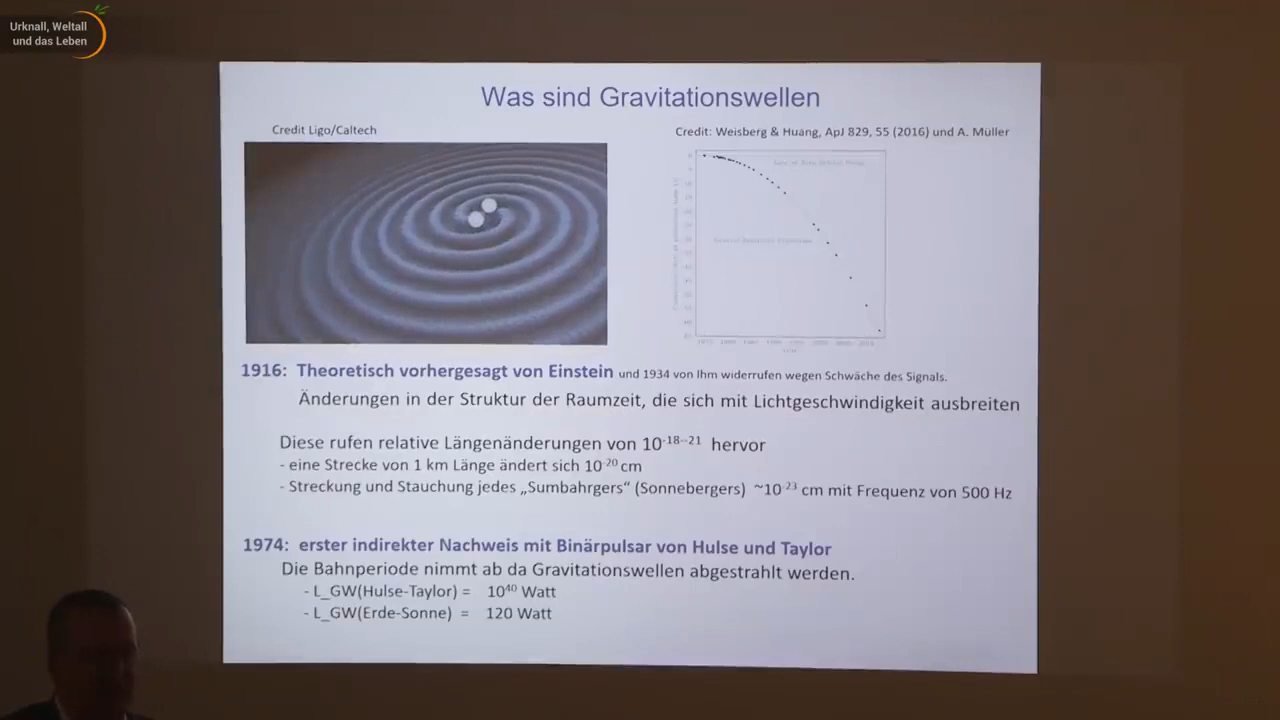 Urknall, Weltall
und das Leben
Was sind Gravitationswellen
Credit Ligo/Caltech
Credit: Weisberg & Huang, ApJ 829, 55 (2016) und A. Müller
1916: Theoretisch vorhergesagt von Einstein und 1934 von Ihm widerrufen wegen Schwäche des Signals.
Änderungen in der Struktur der Raumzeit, die sich mit Lichtgeschwindigkeit ausbreiten
Diese rufen relative Längenänderungen von 10⁻¹⁸⁻⁻²¹ hervor
- eine Strecke von 1 km Länge ändert sich 10⁻²⁰ cm
- Streckung und Stauchung jedes „Sumbahrgers“ (Sonnebergers) ~10⁻²³ cm mit Frequenz von 500 Hz
1974: erster indirekter Nachweis mit Binärpulsar von Hulse und Taylor
Die Bahnperiode nimmt ab da Gravitationswellen abgestrahlt werden.
- L_GW(Hulse-Taylor) = 10⁴⁰ Watt
- L_GW(Erde-Sonne) = 120 Watt